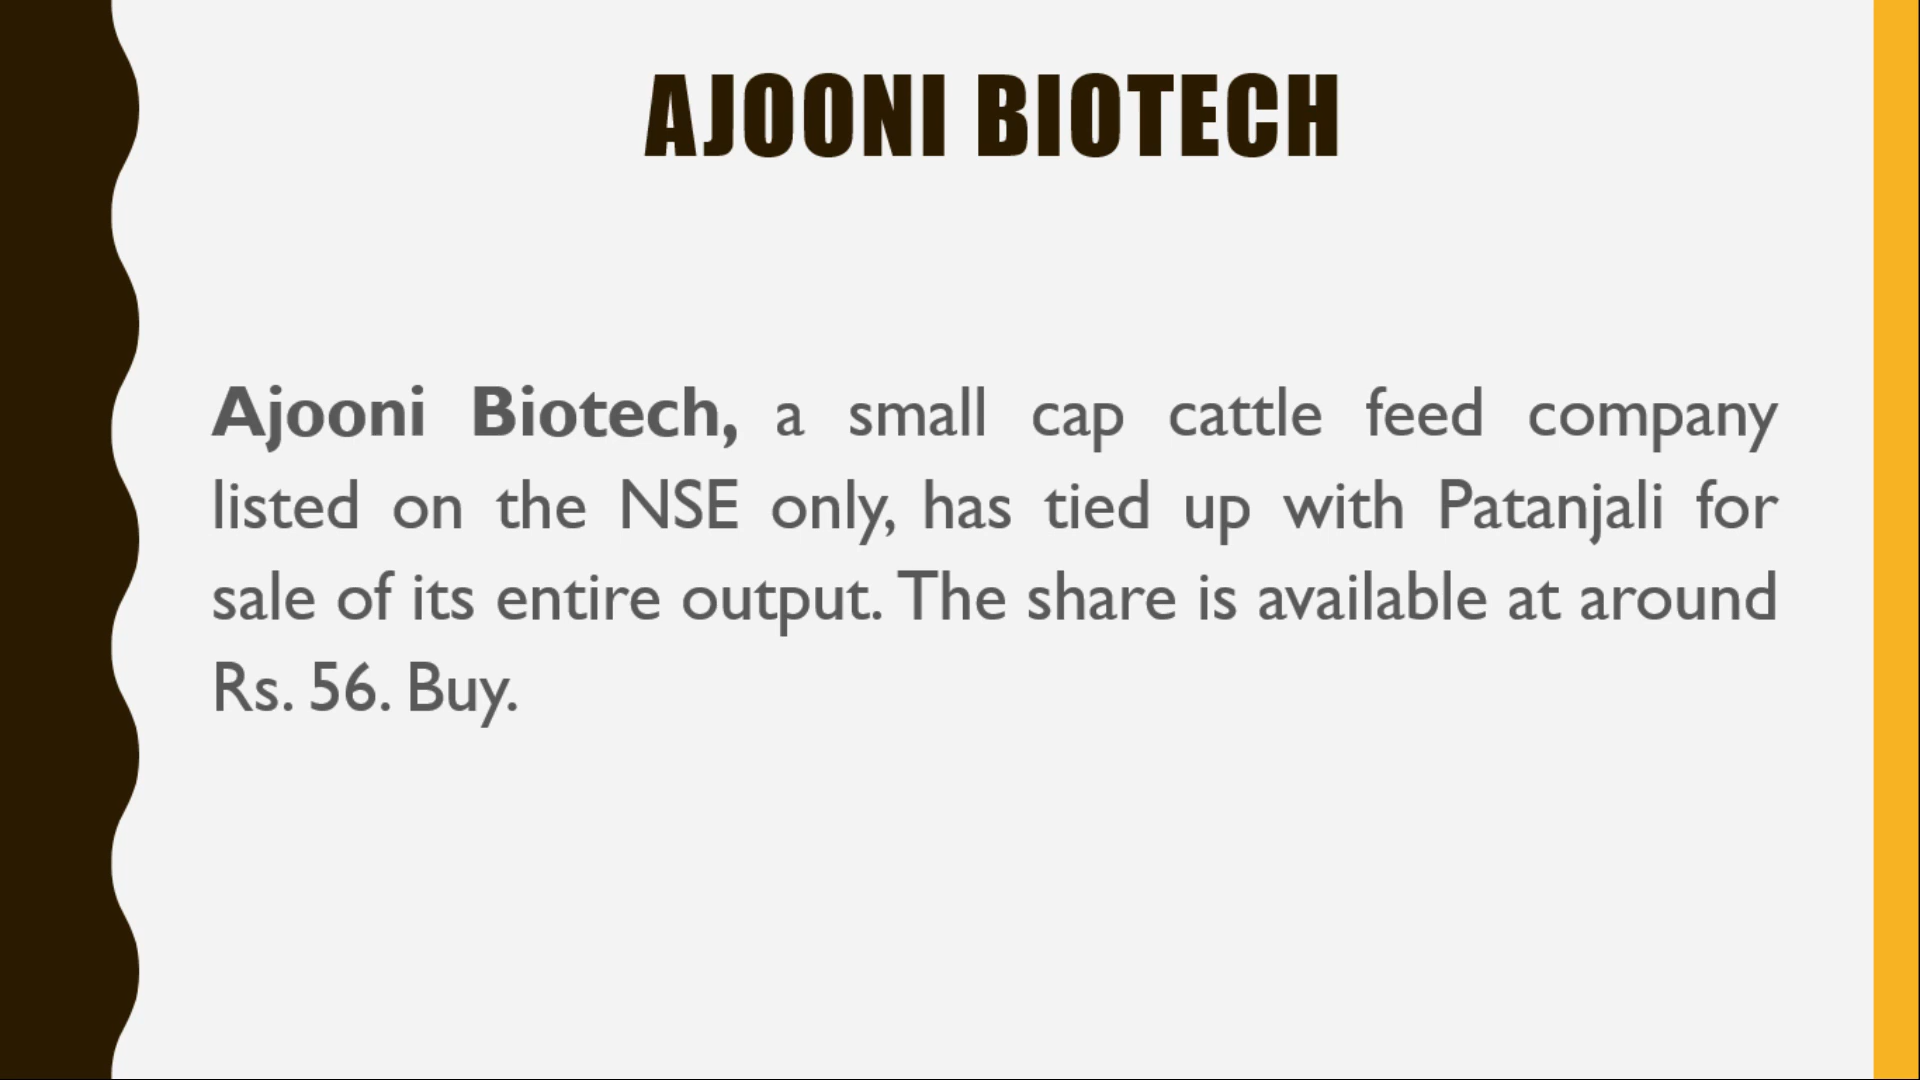 AJOONI BIOTECH
Ajooni Biotech, a small cap cattle feed company
listed on the NSE only, has tied up with Patanjali for
sale of its entire output. The share is available at around
Rs. 56. Buy.